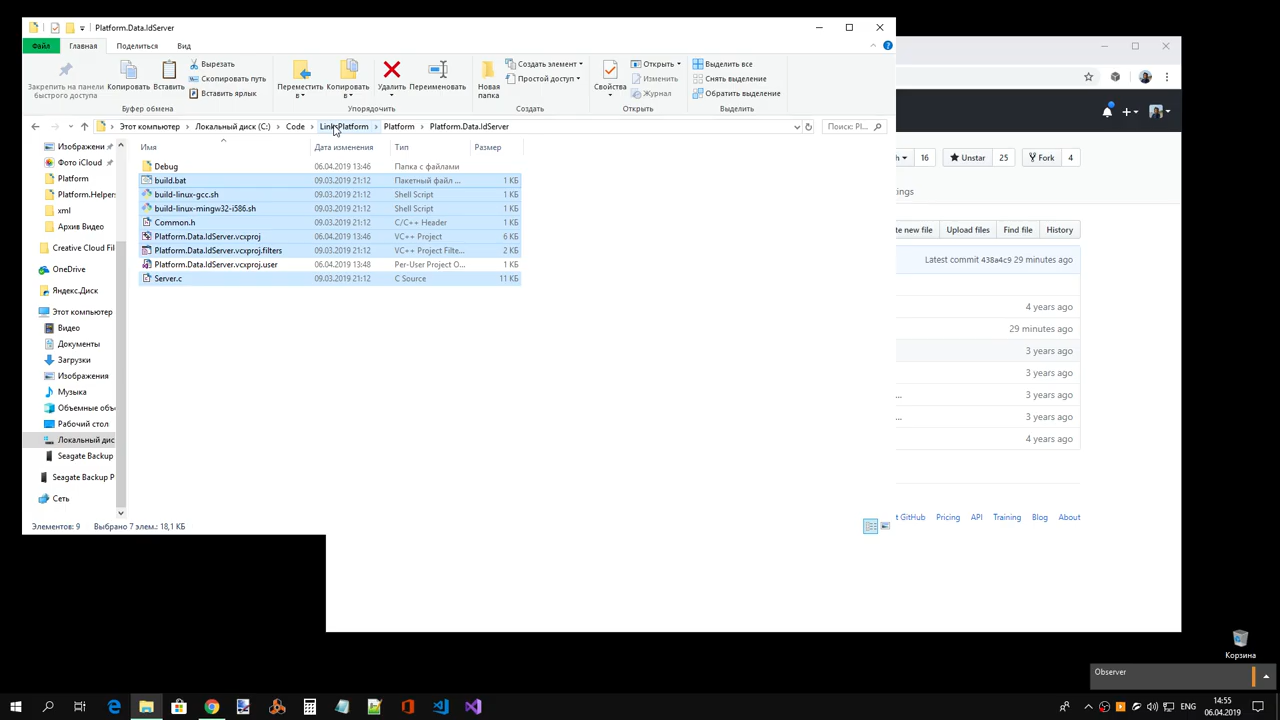 Platform.Data.IdServer
Файл Главная Поделиться Вид
Закрепить на панели быстрого доступа
Копировать
Вставить
Вырезать
Скопировать путь
Вставить ярлык
Буфер обмена
Переместить в
Копировать в
Удалить
Переименовать
Упорядочить
Новая папка
Создать элемент
Простой доступ
Создать
Свойства
Открыть
Изменить
Журнал
Открыть
Выделить все
Снять выделение
Обратить выделение
Выделить
Этот компьютер Локальный диск (C:) Code Platform Platform.Data.IdServer
Поиск: Pl...
Имя Дата изменения Тип Размер
Debug 06.04.2019 13:46 Папка с файлами
build.bat 09.03.2019 21:12 Пакетный файл ... 1 КБ
build-linux-gcc.sh 09.03.2019 21:12 Shell Script 1 КБ
build-linux-mingw32-i586.sh 09.03.2019 21:12 Shell Script 1 КБ
Common.h 09.03.2019 21:12 C/C++ Header 1 КБ
Platform.Data.IdServer.vcxproj 06.04.2019 13:46 VC++ Project 6 КБ
Platform.Data.IdServer.vcxproj.filters 09.03.2019 21:12 VC++ Project Filte... 2 КБ
Platform.Data.IdServer.vcxproj.user 06.04.2019 13:48 Per-User Project O... 1 КБ
Server.c 09.03.2019 21:12 C Source 11 КБ
Изображени
Фото iCloud
Platform
Platform.Helpers
xml
Архив Видео
Creative Cloud Fil
OneDrive
Яндекс.Диск
Этот компьютер
Видео
Документы
Загрузки
Изображения
Музыка
Объемные объ
Рабочий стол
Локальный дис
Seagate Backup
Seagate Backup P
Сеть
Элементов: 9 Выбрано 7 элем.: 18,1 КБ
16 Unstar 25 Fork 4
ings
te new file Upload files Find file History
Latest commit 438a4c9 29 minutes ago
4 years ago
29 minutes ago
3 years ago
3 years ago
... 3 years ago
... 3 years ago
4 years ago
t GitHub Pricing API Training Blog About
Корзина
Observer
ENG
14:55
06.04.2019